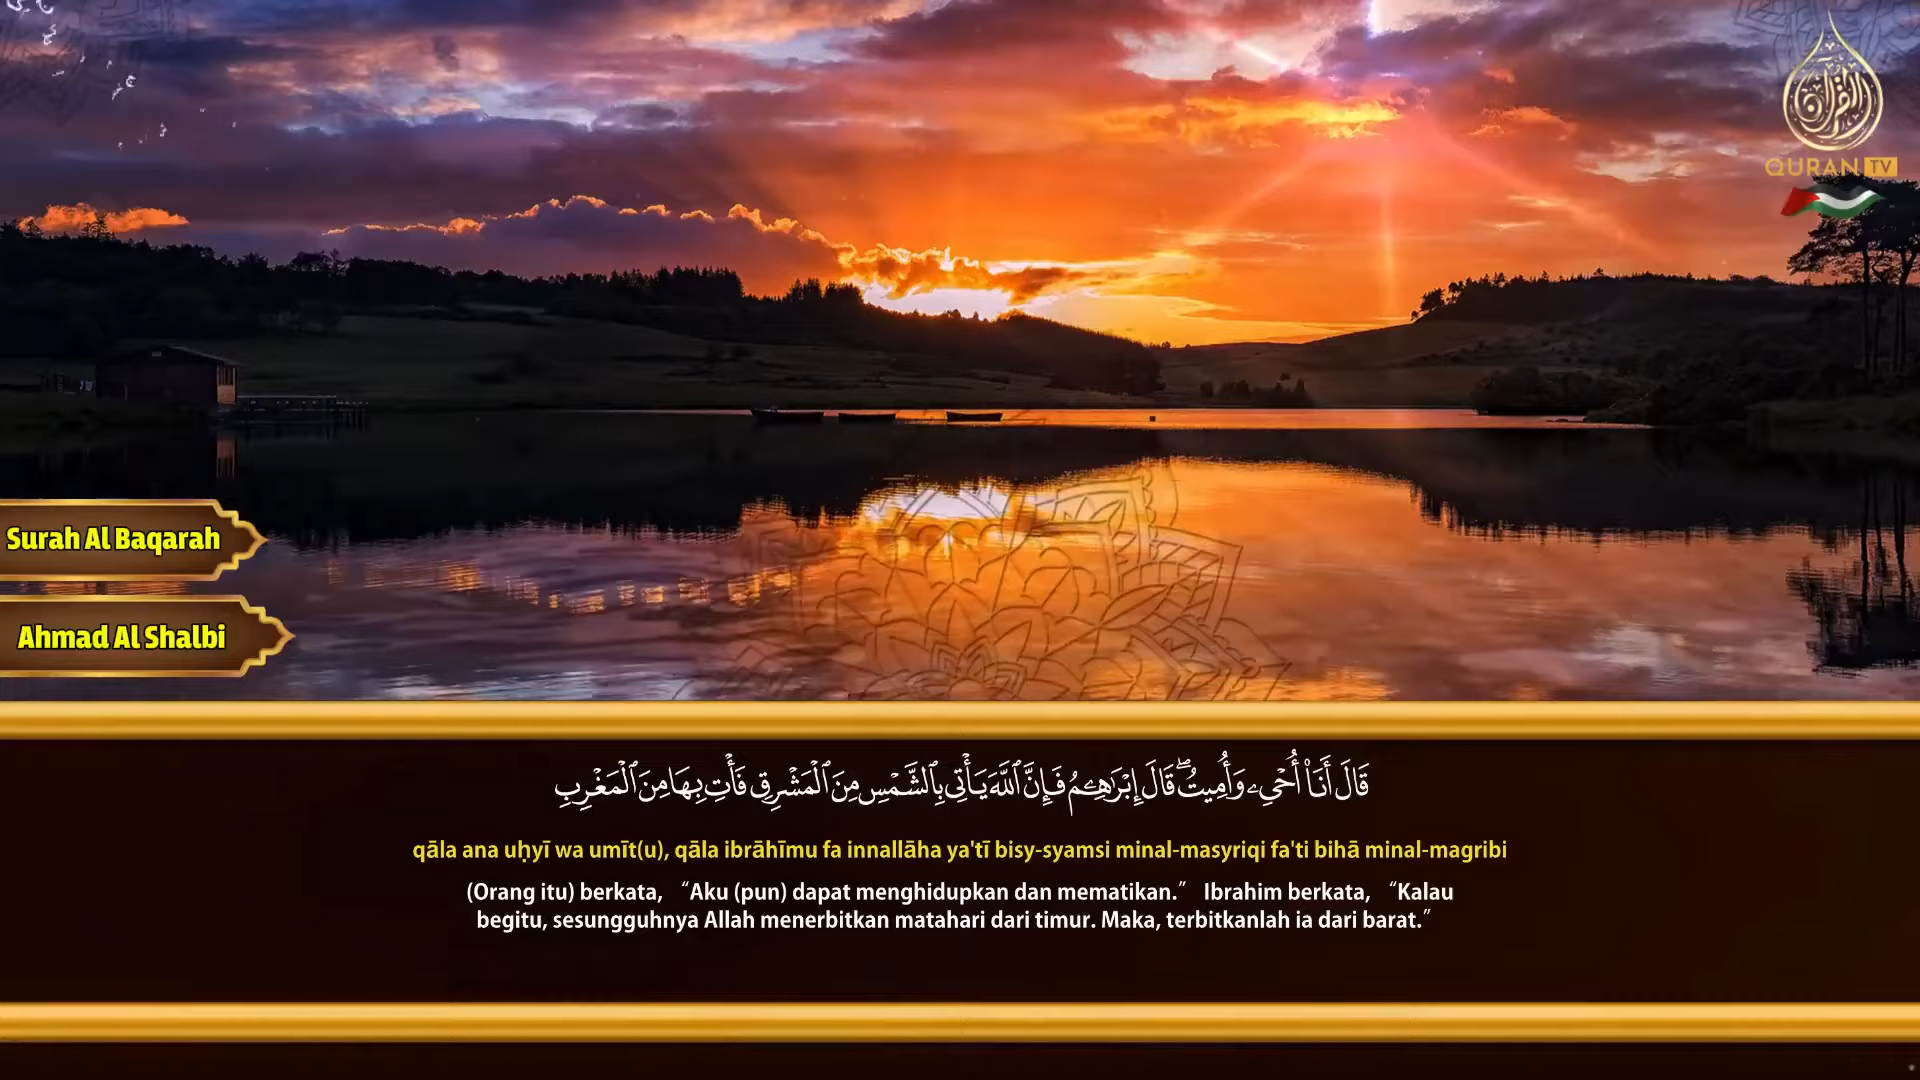 القرآن
QURAN TV
Surah Al Baqarah
Ahmad Al Shalbi
قَالَ أَنَا۠ أُحْىِۦ وَأُمِيتُ ۖ قَالَ إِبْرَٰهِـۧمُ فَإِنَّ ٱللَّهَ يَأْتِى بِٱلشَّمْسِ مِنَ ٱلْمَشْرِقِ فَأْتِ بِهَا مِنَ ٱلْمَغْرِبِ
qāla ana uḥyī wa umīt(u), qāla ibrāhīmu fa innallāha ya'tī bisy-syamsi minal-masyriqi fa'ti bihā minal-magribi
(Orang itu) berkata, “Aku (pun) dapat menghidupkan dan mematikan.” Ibrahim berkata, “Kalau
begitu, sesungguhnya Allah menerbitkan matahari dari timur. Maka, terbitkanlah ia dari barat.”